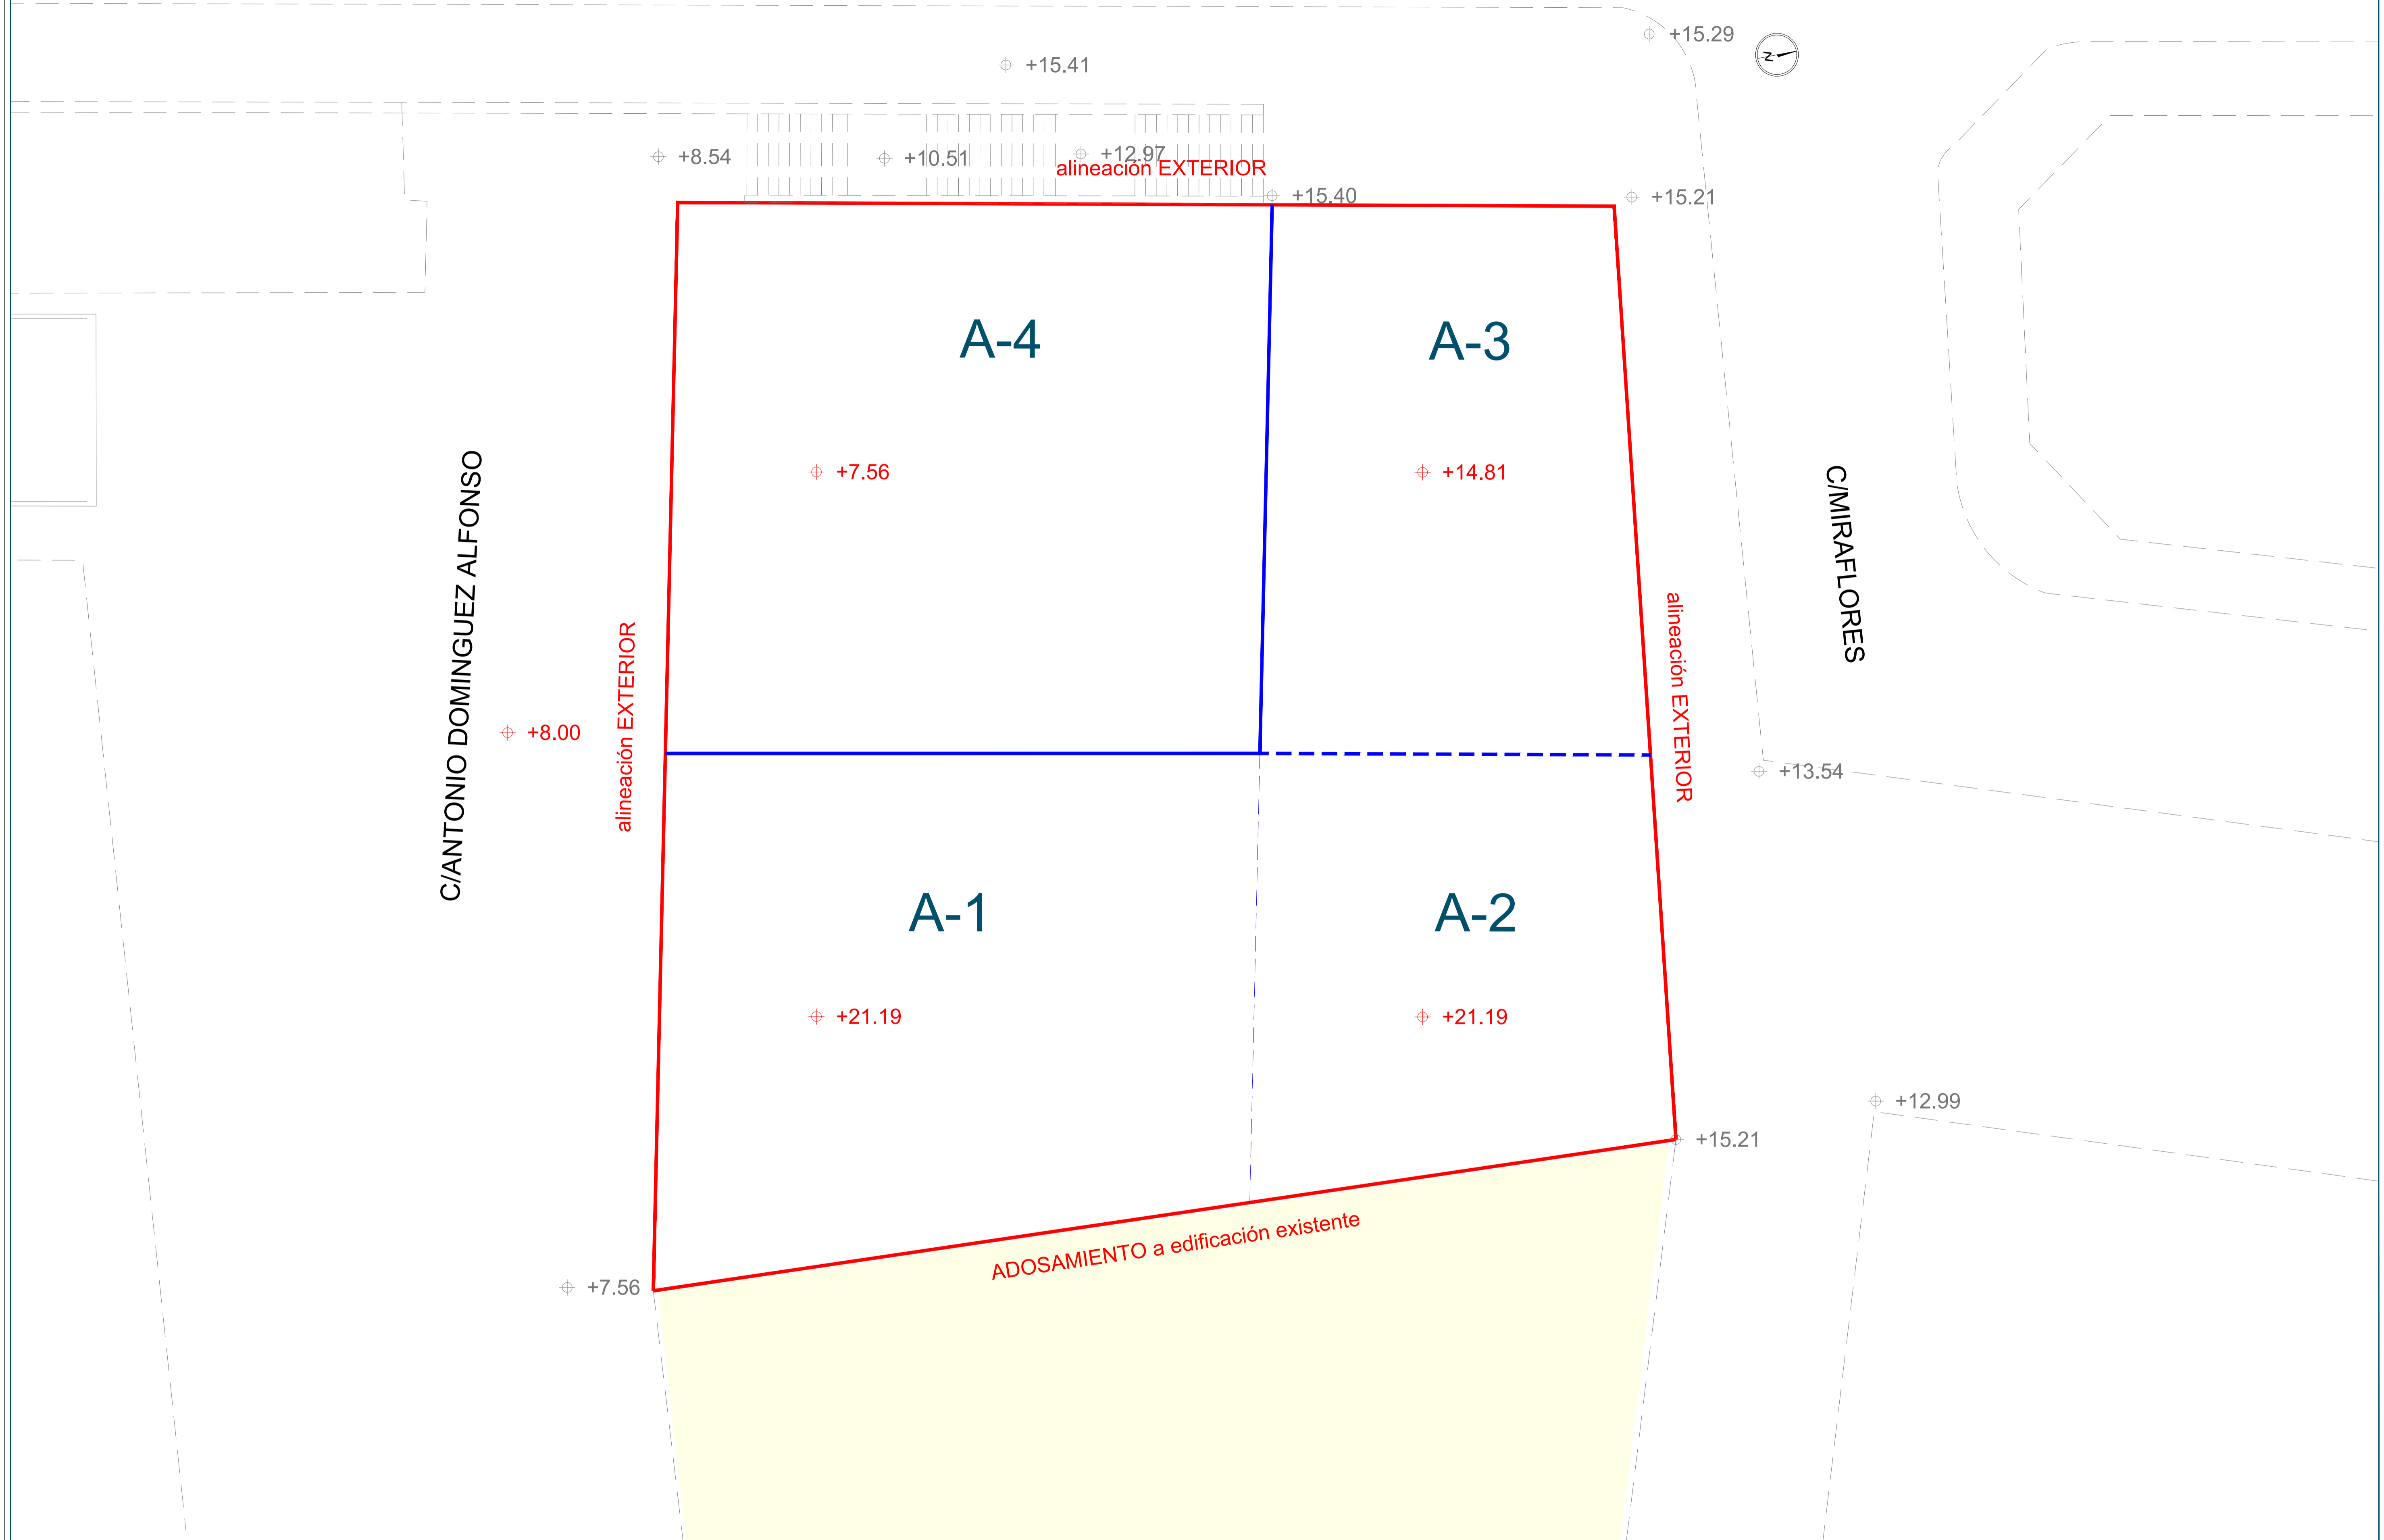 +15.29
N
+15.41
+8.54
+10.51
+12.97
alineación EXTERIOR
+15.40
+15.21
A-4
A-3
+7.56
+14.81
C/ANTONIO DOMINGUEZ ALFONSO
C/MIRAFLORES
alineación EXTERIOR
alineación EXTERIOR
+8.00
+13.54
A-1
A-2
+21.19
+21.19
+12.99
+15.21
ADOSAMIENTO a edificación existente
+7.56